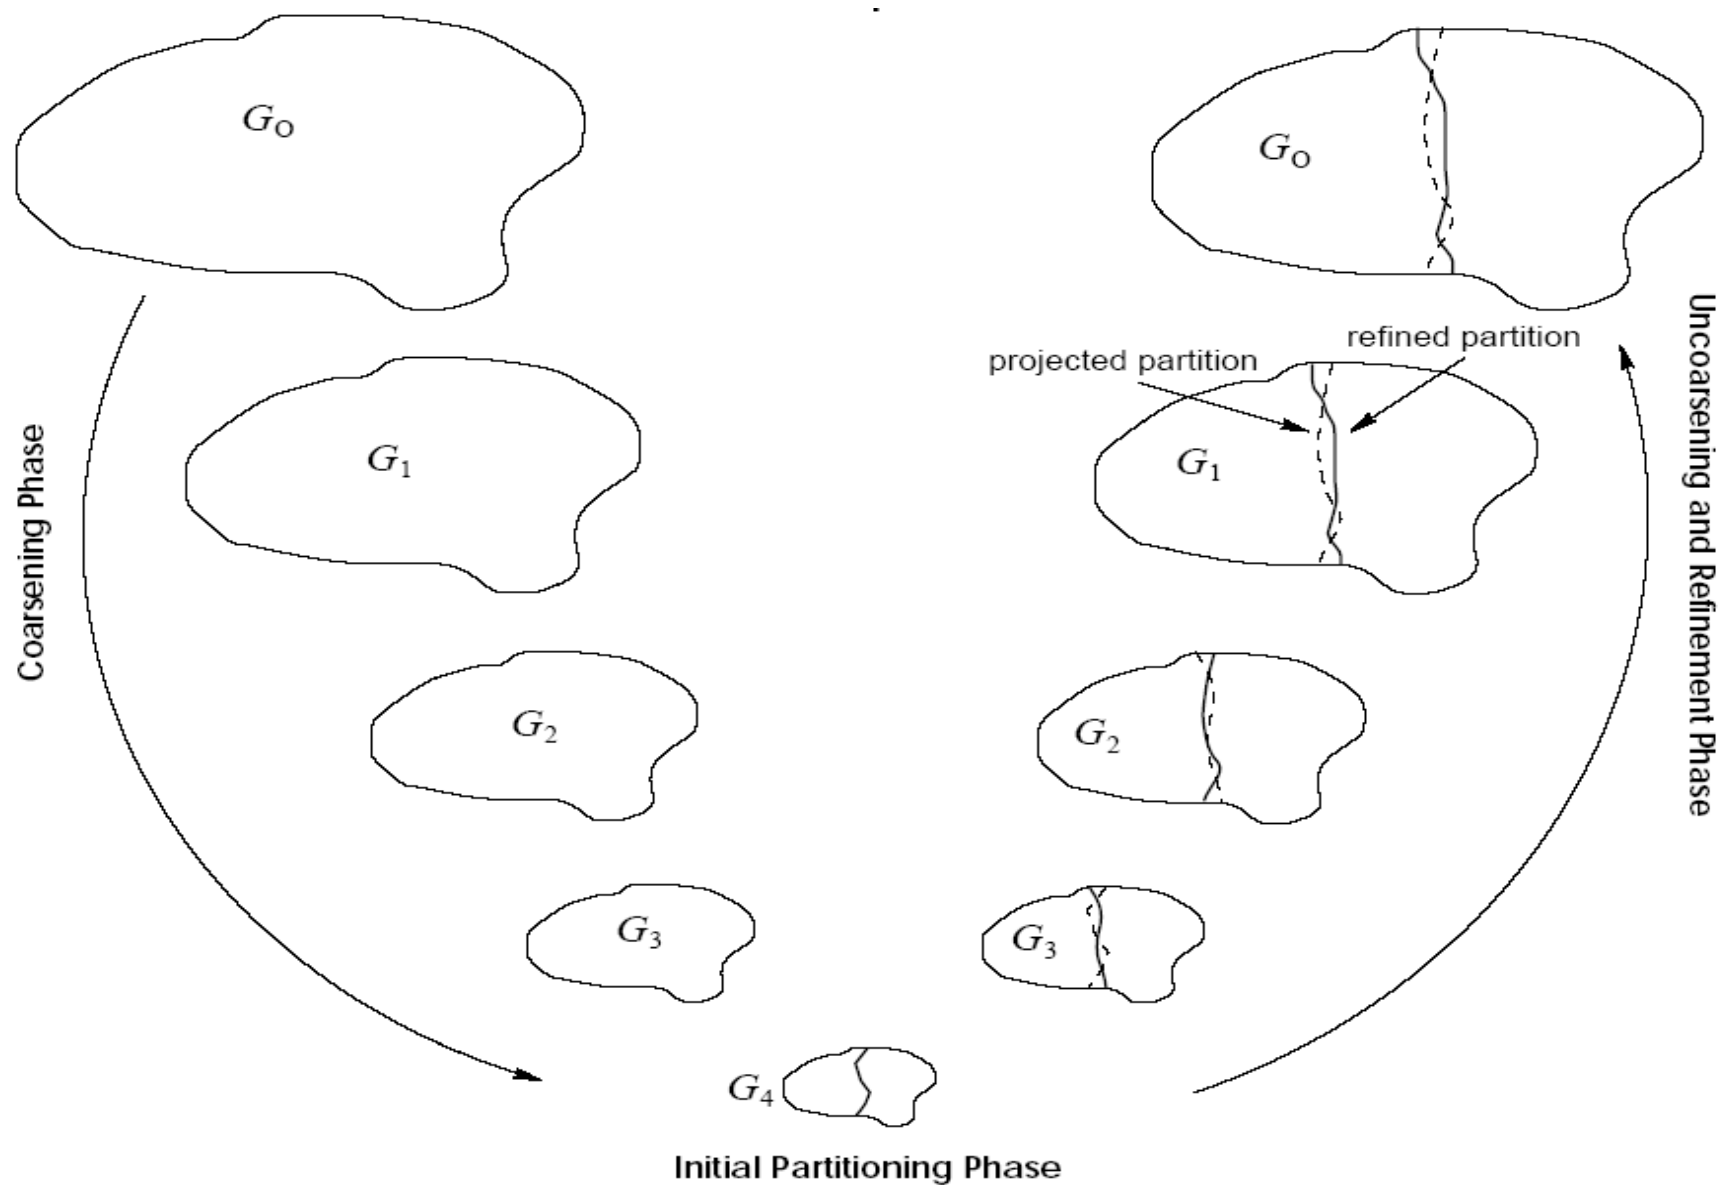 G0
G0
projected partition
refined partition
G1
G1
G2
G2
G3
G3
G4
Coarsening Phase
Uncoarsening and Refinement Phase
Initial Partitioning Phase